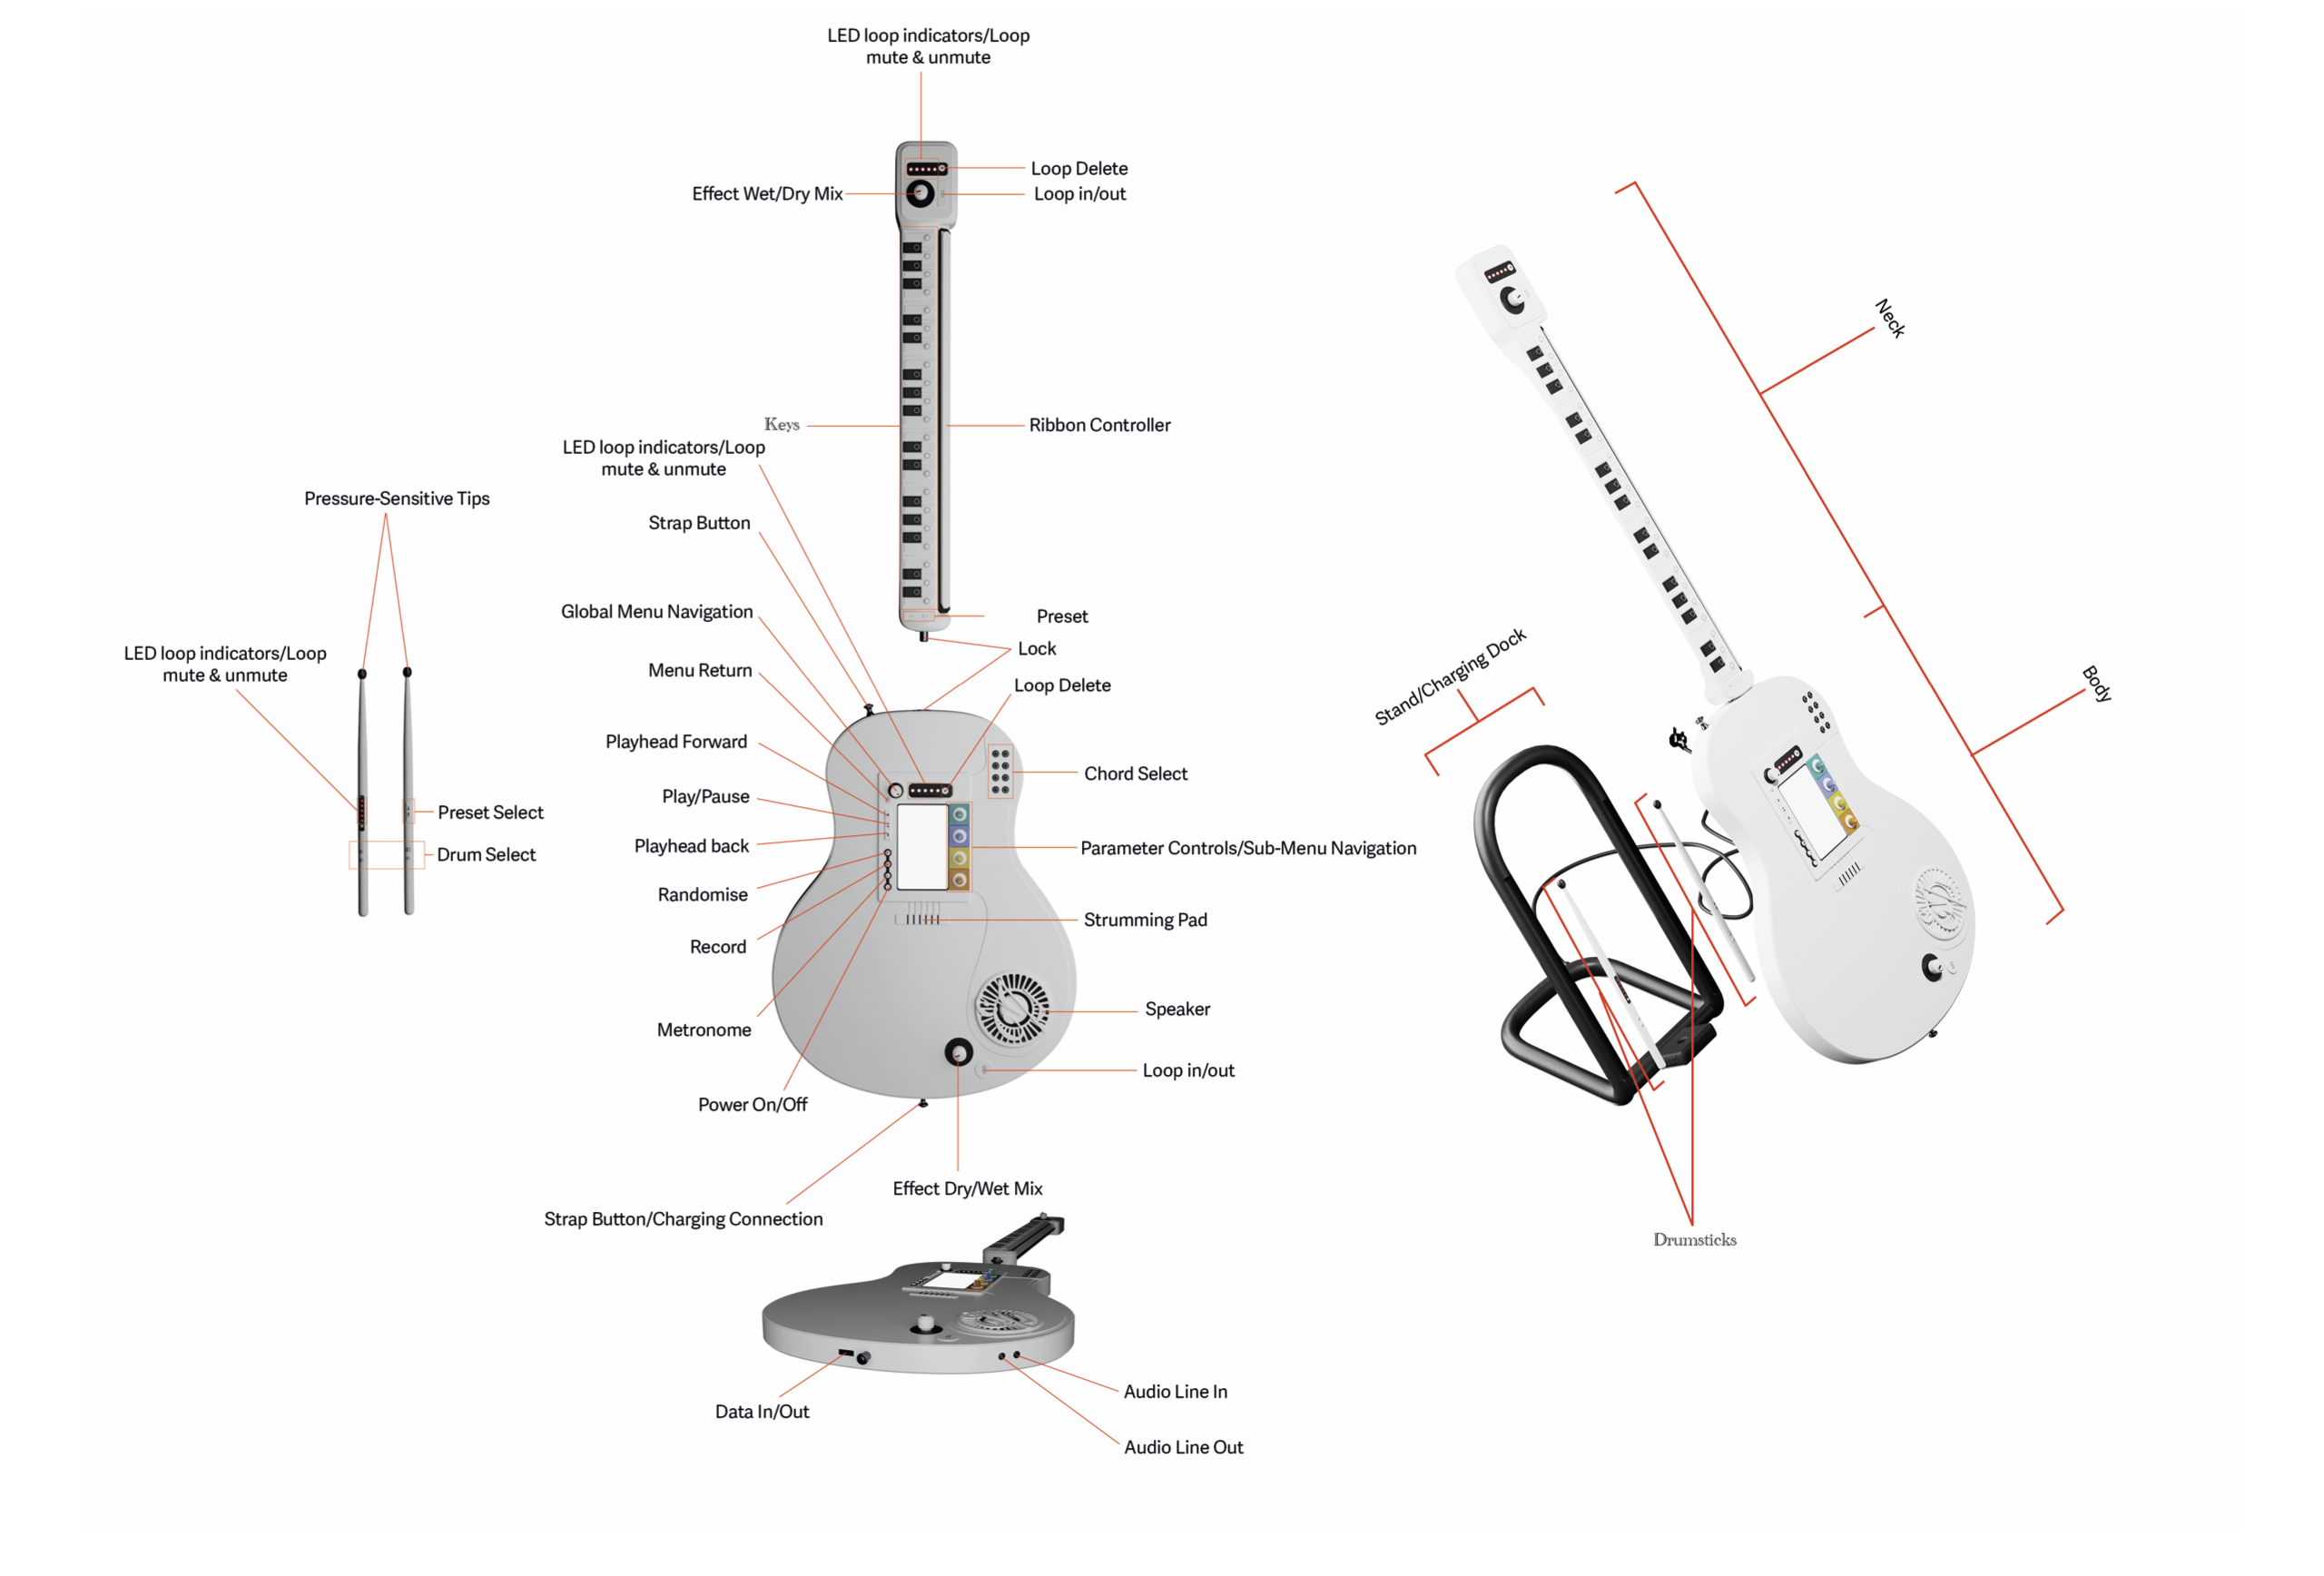 LED loop indicators/Loop
mute & unmute
Loop Delete
Effect Wet/Dry Mix
Loop in/out
Keys
Ribbon Controller
LED loop indicators/Loop
mute & unmute
Strap Button
Global Menu Navigation
Preset
Lock
Menu Return
Loop Delete
Playhead Forward
Chord Select
Play/Pause
Playhead back
Parameter Controls/Sub-Menu Navigation
Randomise
Strumming Pad
Record
Speaker
Metronome
Loop in/out
Power On/Off
Effect Dry/Wet Mix
Strap Button/Charging Connection
Data In/Out
Audio Line In
Audio Line Out
Pressure-Sensitive Tips
LED loop indicators/Loop
mute & unmute
Preset Select
Drum Select
Neck
Body
Stand/Charging Dock
Drumsticks